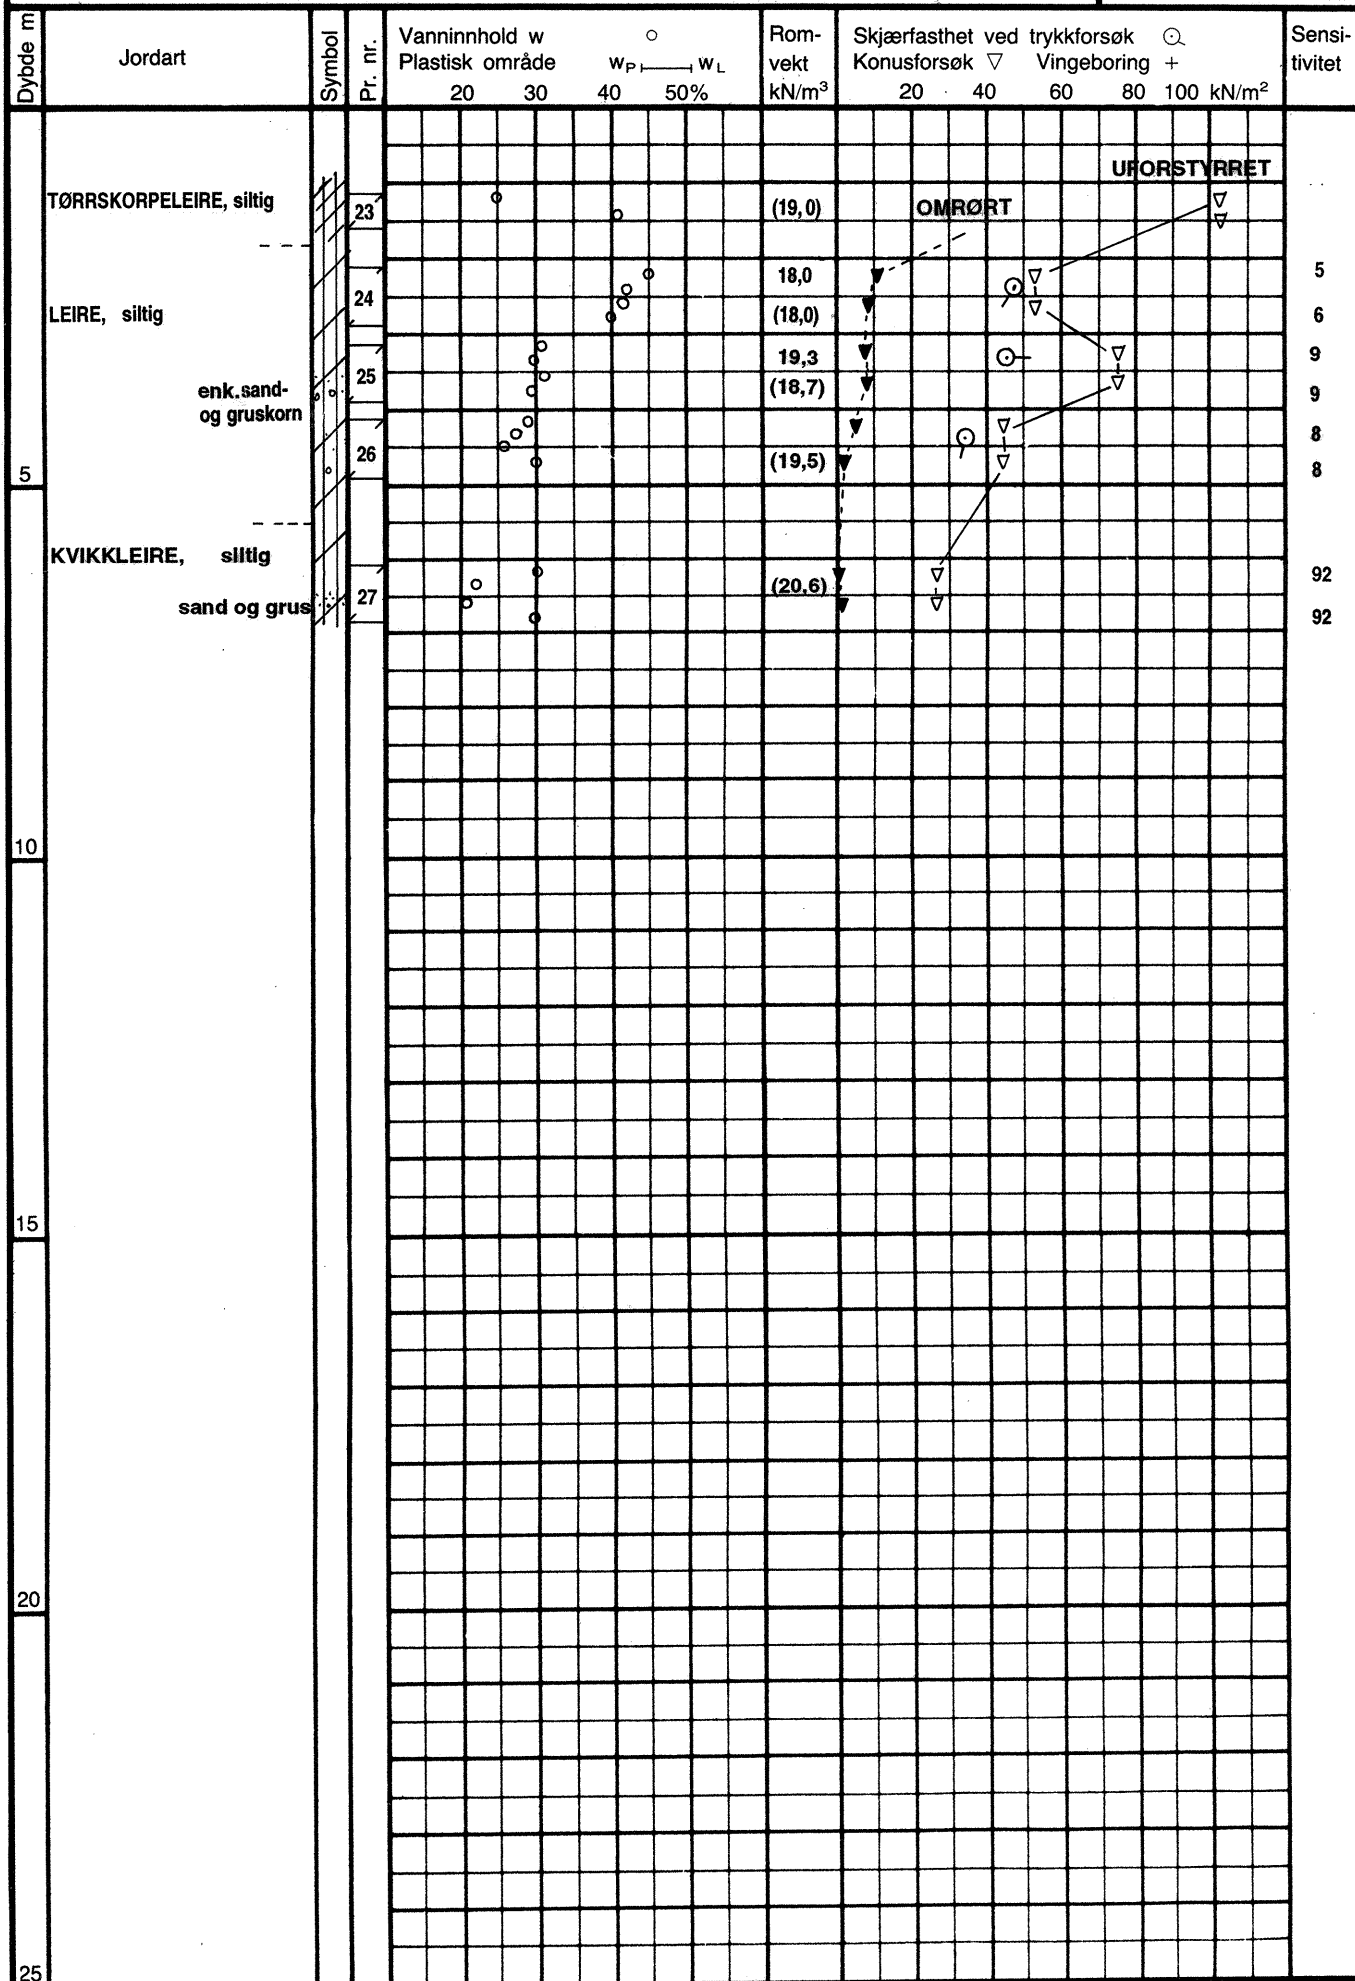 Dybde m
Jordart
Symbol
Pr. nr.
Vanninnhold w
Plastisk område wP wL
20 30 40 50%
Rom-
vekt
kN/m³
Skjærfasthet ved trykkforsøk
Konusforsøk ▽ Vingeboring +
20 40 60 80 100 kN/m²
Sensi-
tivitet
UFORSTYRRET
TØRRSKORPELEIRE, siltig
23
(19,0)
OMRØRT
18,0
5
24
LEIRE, siltig
(18,0)
6
19,3
9
25
(18,7)
9
enk.sand-
og gruskorn
8
26
(19,5)
8
5
KVIKKLEIRE, siltig
92
(20,6)
27
sand og grus
92
10
15
20
25